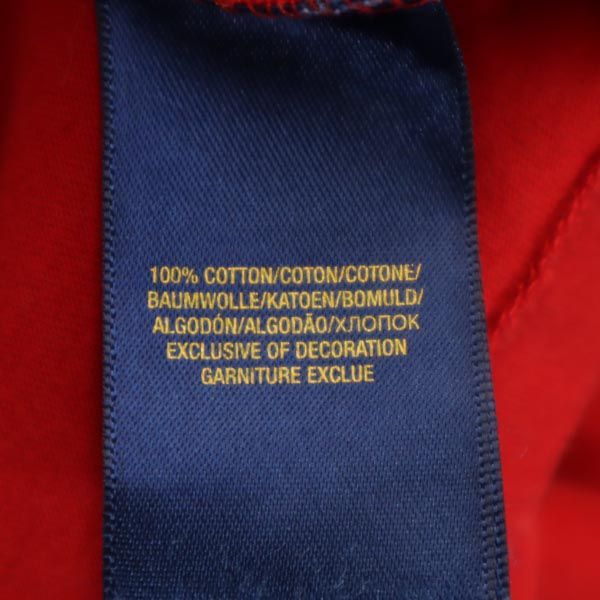 100% COTTON/COTON/COTONE/
BAUMWOLLE/KATOEN/BOMULD/
ALGODÓN/ALGODÃO/ХЛОПОК
EXCLUSIVE OF DECORATION
GARNITURE EXCLUE